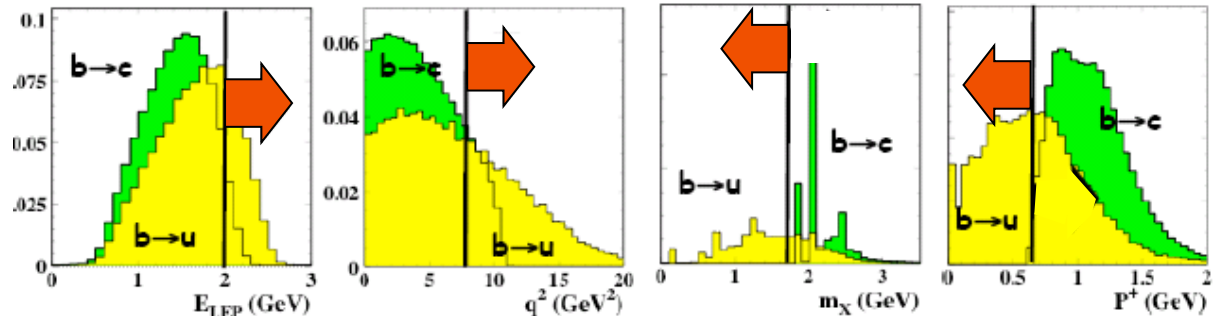 0.1
.075
0.05
.025
0
b→c
b→u
0 1 2 3
E_LEP (GeV)
0.06
0.04
0.02
0.00
b→c
b→u
0 5 10 15 20
q² (GeV²)
b→u
b→c
0 1 2 3
m_X (GeV)
b→u
b→c
0 0.5 1 1.5 2
P⁺ (GeV)